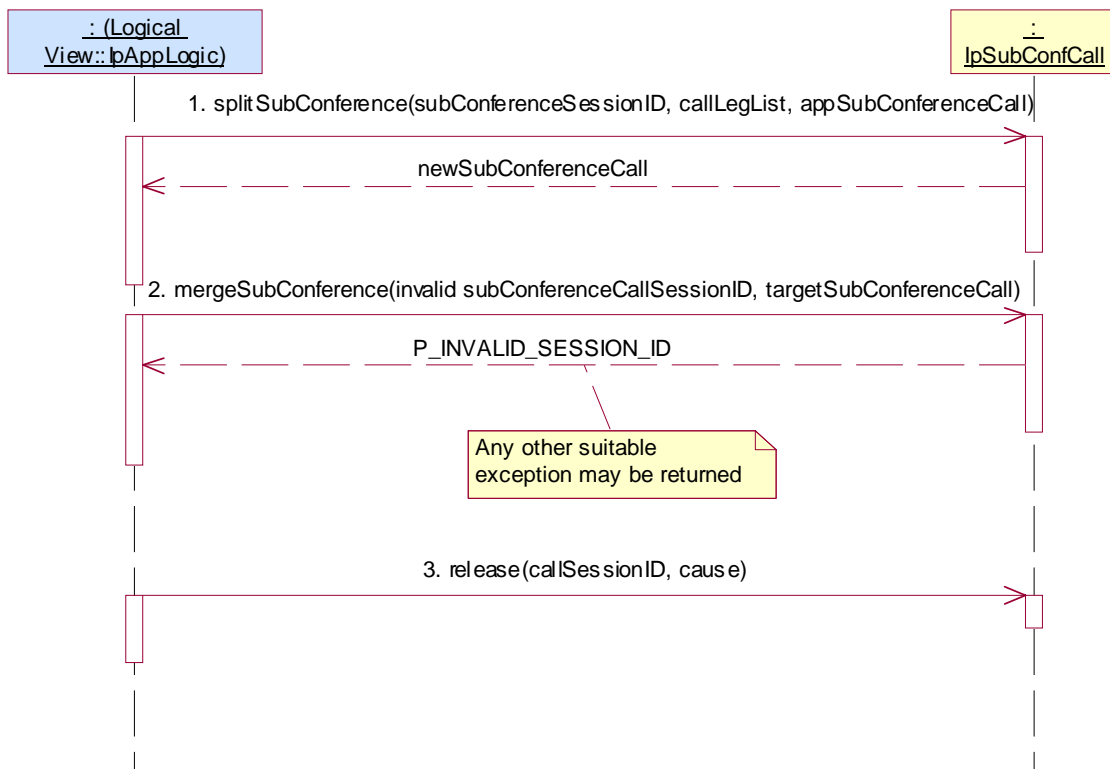 : (Logical
View::IpAppLogic)
:
IpSubConfCall
1. splitSubConference(subConferenceSessionID, callLegList, appSubConferenceCall)
newSubConferenceCall
2. mergeSubConference(invalid subConferenceCallSessionID, targetSubConferenceCall)
P_INVALID_SESSION_ID
Any other suitable
exception may be returned
3. release(callSessionID, cause)